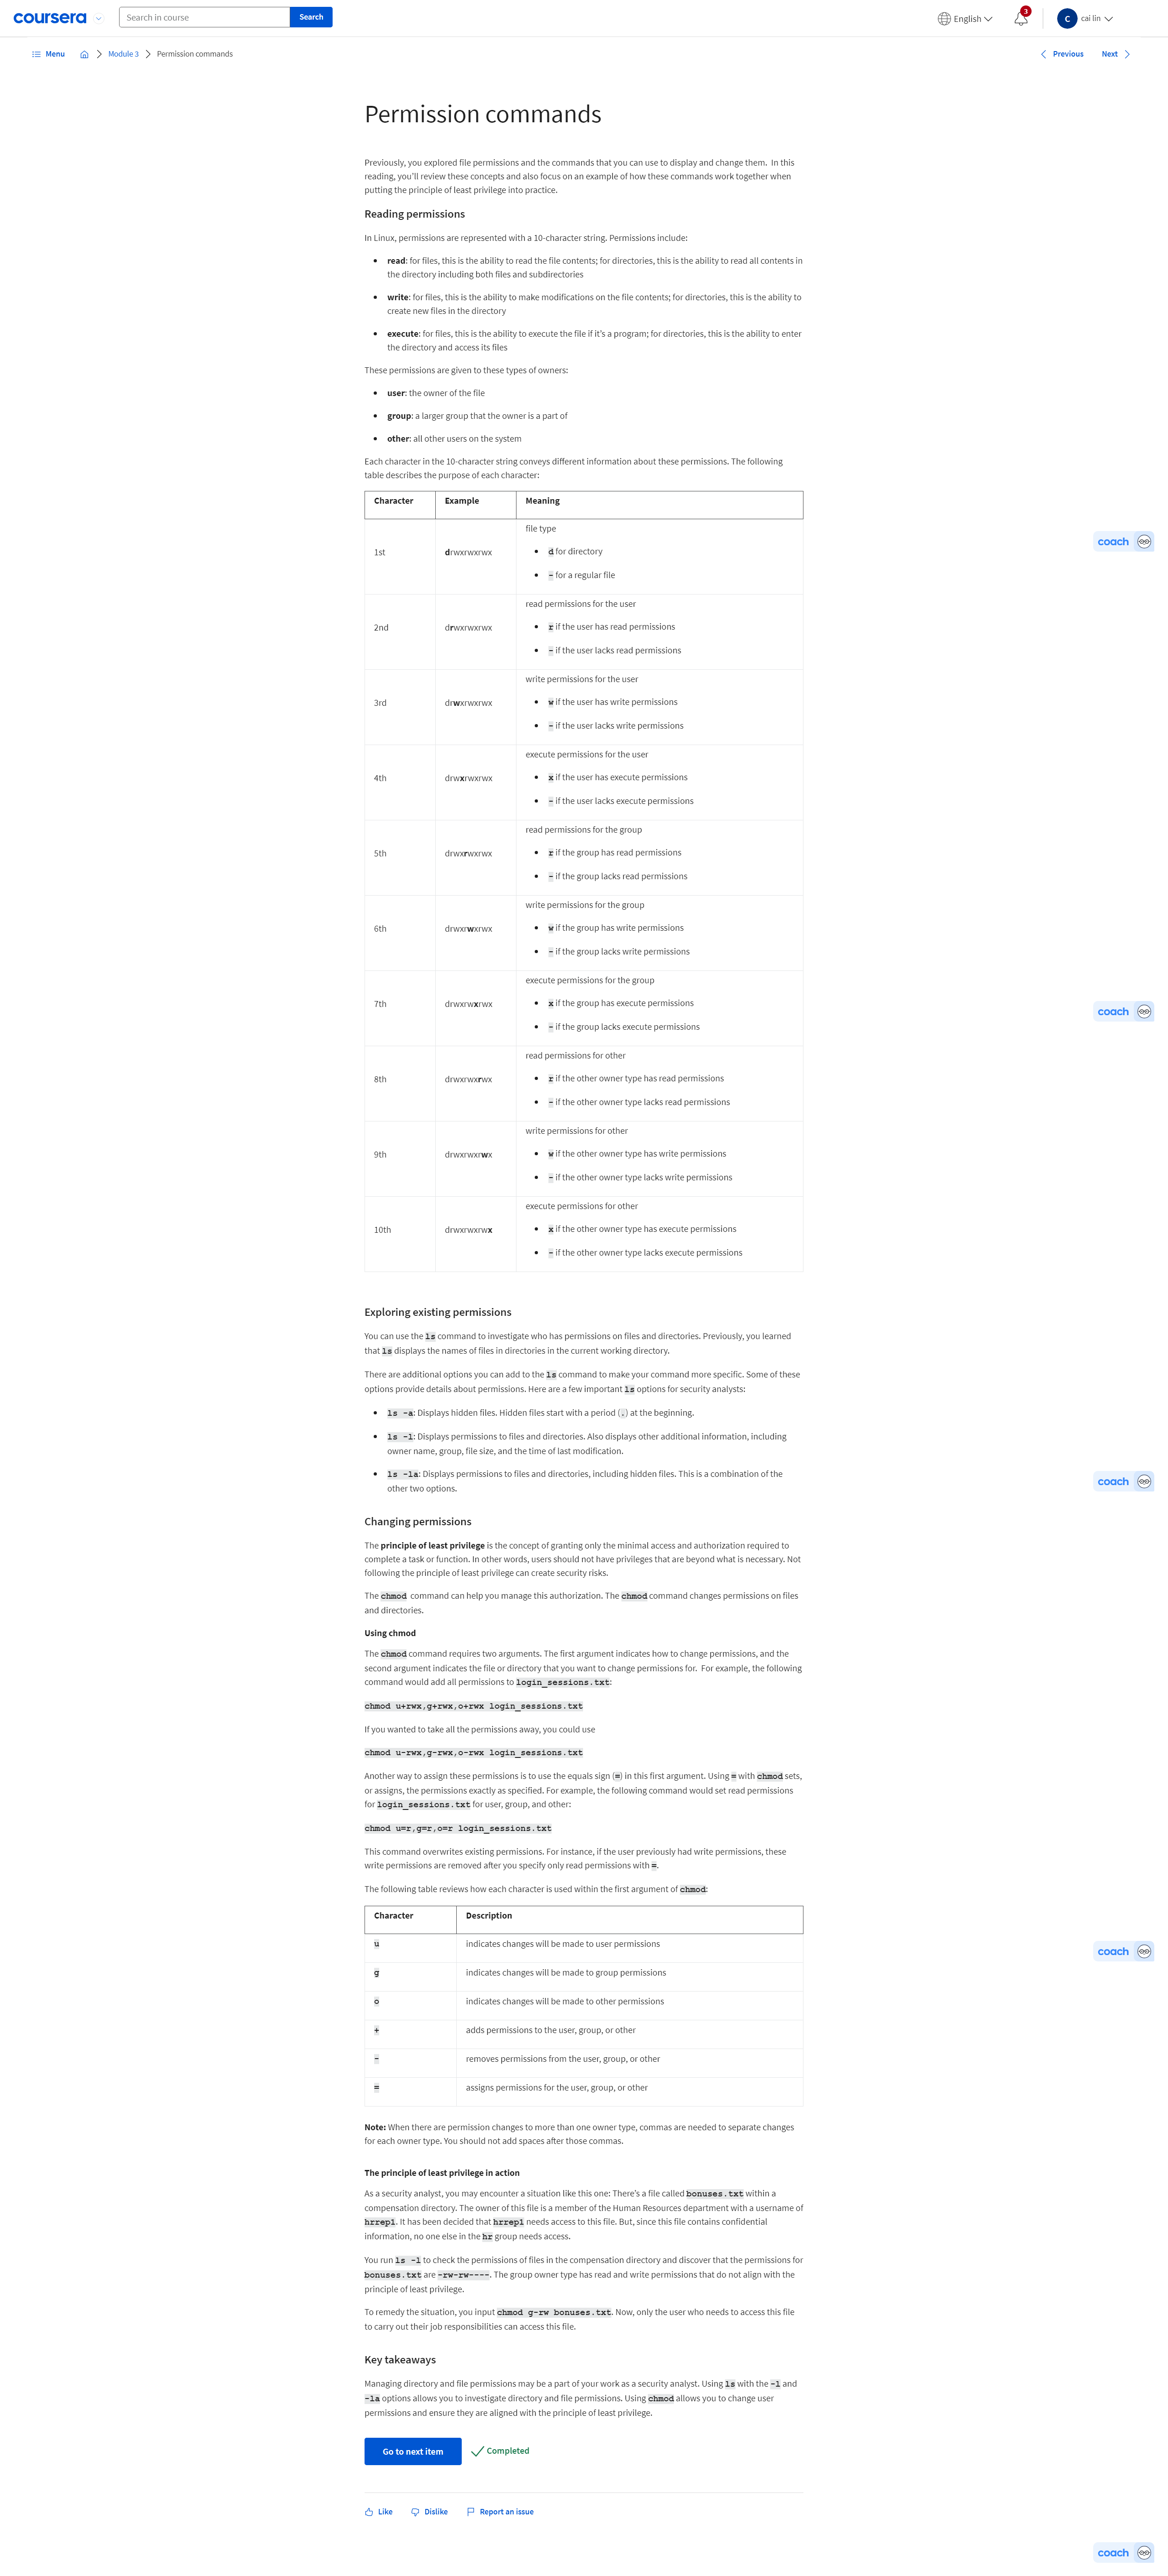 coursera
Search in course
Search
English
3
C
cai lin
Menu
Module 3
Permission commands
Previous
Next
Permission commands
Previously, you explored file permissions and the commands that you can use to display and change them.  In this
reading, you'll review these concepts and also focus on an example of how these commands work together when
putting the principle of least privilege into practice.
Reading permissions
In Linux, permissions are represented with a 10-character string. Permissions include:
read: for files, this is the ability to read the file contents; for directories, this is the ability to read all contents in
the directory including both files and subdirectories
write: for files, this is the ability to make modifications on the file contents; for directories, this is the ability to
create new files in the directory
execute: for files, this is the ability to execute the file if it's a program; for directories, this is the ability to enter
the directory and access its files
These permissions are given to these types of owners:
user: the owner of the file
group: a larger group that the owner is a part of
other: all other users on the system
Each character in the 10-character string conveys different information about these permissions. The following
table describes the purpose of each character:
Character Example Meaning
file type
1st drwxrwxrwx d for directory
- for a regular file
coach
read permissions for the user
2nd drwxrwxrwx r if the user has read permissions
- if the user lacks read permissions
write permissions for the user
3rd drwxrwxrwx w if the user has write permissions
- if the user lacks write permissions
execute permissions for the user
4th drwxrwxrwx x if the user has execute permissions
- if the user lacks execute permissions
read permissions for the group
5th drwxrwxrwx r if the group has read permissions
- if the group lacks read permissions
write permissions for the group
6th drwxrwxrwx w if the group has write permissions
- if the group lacks write permissions
execute permissions for the group
7th drwxrwxrwx x if the group has execute permissions
coach
- if the group lacks execute permissions
read permissions for other
8th drwxrwxrwx r if the other owner type has read permissions
- if the other owner type lacks read permissions
write permissions for other
9th drwxrwxrwx w if the other owner type has write permissions
- if the other owner type lacks write permissions
execute permissions for other
10th drwxrwxrwx x if the other owner type has execute permissions
- if the other owner type lacks execute permissions
Exploring existing permissions
You can use the ls command to investigate who has permissions on files and directories. Previously, you learned
that ls displays the names of files in directories in the current working directory.
There are additional options you can add to the ls command to make your command more specific. Some of these
options provide details about permissions. Here are a few important ls options for security analysts:
ls -a: Displays hidden files. Hidden files start with a period (.) at the beginning.
ls -l: Displays permissions to files and directories. Also displays other additional information, including
owner name, group, file size, and the time of last modification.
ls -la: Displays permissions to files and directories, including hidden files. This is a combination of the
other two options.
coach
Changing permissions
The principle of least privilege is the concept of granting only the minimal access and authorization required to
complete a task or function. In other words, users should not have privileges that are beyond what is necessary. Not
following the principle of least privilege can create security risks.
The chmod  command can help you manage this authorization. The chmod command changes permissions on files
and directories.
Using chmod
The chmod command requires two arguments. The first argument indicates how to change permissions, and the
second argument indicates the file or directory that you want to change permissions for.  For example, the following
command would add all permissions to login_sessions.txt:
chmod u+rwx,g+rwx,o+rwx login_sessions.txt
If you wanted to take all the permissions away, you could use
chmod u-rwx,g-rwx,o-rwx login_sessions.txt
Another way to assign these permissions is to use the equals sign (=) in this first argument. Using = with chmod sets,
or assigns, the permissions exactly as specified. For example, the following command would set read permissions
for login_sessions.txt for user, group, and other:
chmod u=r,g=r,o=r login_sessions.txt
This command overwrites existing permissions. For instance, if the user previously had write permissions, these
write permissions are removed after you specify only read permissions with =.
The following table reviews how each character is used within the first argument of chmod:
Character Description
u indicates changes will be made to user permissions
coach
g indicates changes will be made to group permissions
o indicates changes will be made to other permissions
+ adds permissions to the user, group, or other
- removes permissions from the user, group, or other
= assigns permissions for the user, group, or other
Note: When there are permission changes to more than one owner type, commas are needed to separate changes
for each owner type. You should not add spaces after those commas.
The principle of least privilege in action
As a security analyst, you may encounter a situation like this one: There's a file called bonuses.txt within a
compensation directory. The owner of this file is a member of the Human Resources department with a username of
hrrep1. It has been decided that hrrep1 needs access to this file. But, since this file contains confidential
information, no one else in the hr group needs access.
You run ls -l to check the permissions of files in the compensation directory and discover that the permissions for
bonuses.txt are -rw-rw----. The group owner type has read and write permissions that do not align with the
principle of least privilege.
To remedy the situation, you input chmod g-rw bonuses.txt. Now, only the user who needs to access this file
to carry out their job responsibilities can access this file.
Key takeaways
Managing directory and file permissions may be a part of your work as a security analyst. Using ls with the -l and
-la options allows you to investigate directory and file permissions. Using chmod allows you to change user
permissions and ensure they are aligned with the principle of least privilege.
Go to next item
Completed
Like
Dislike
Report an issue
coach